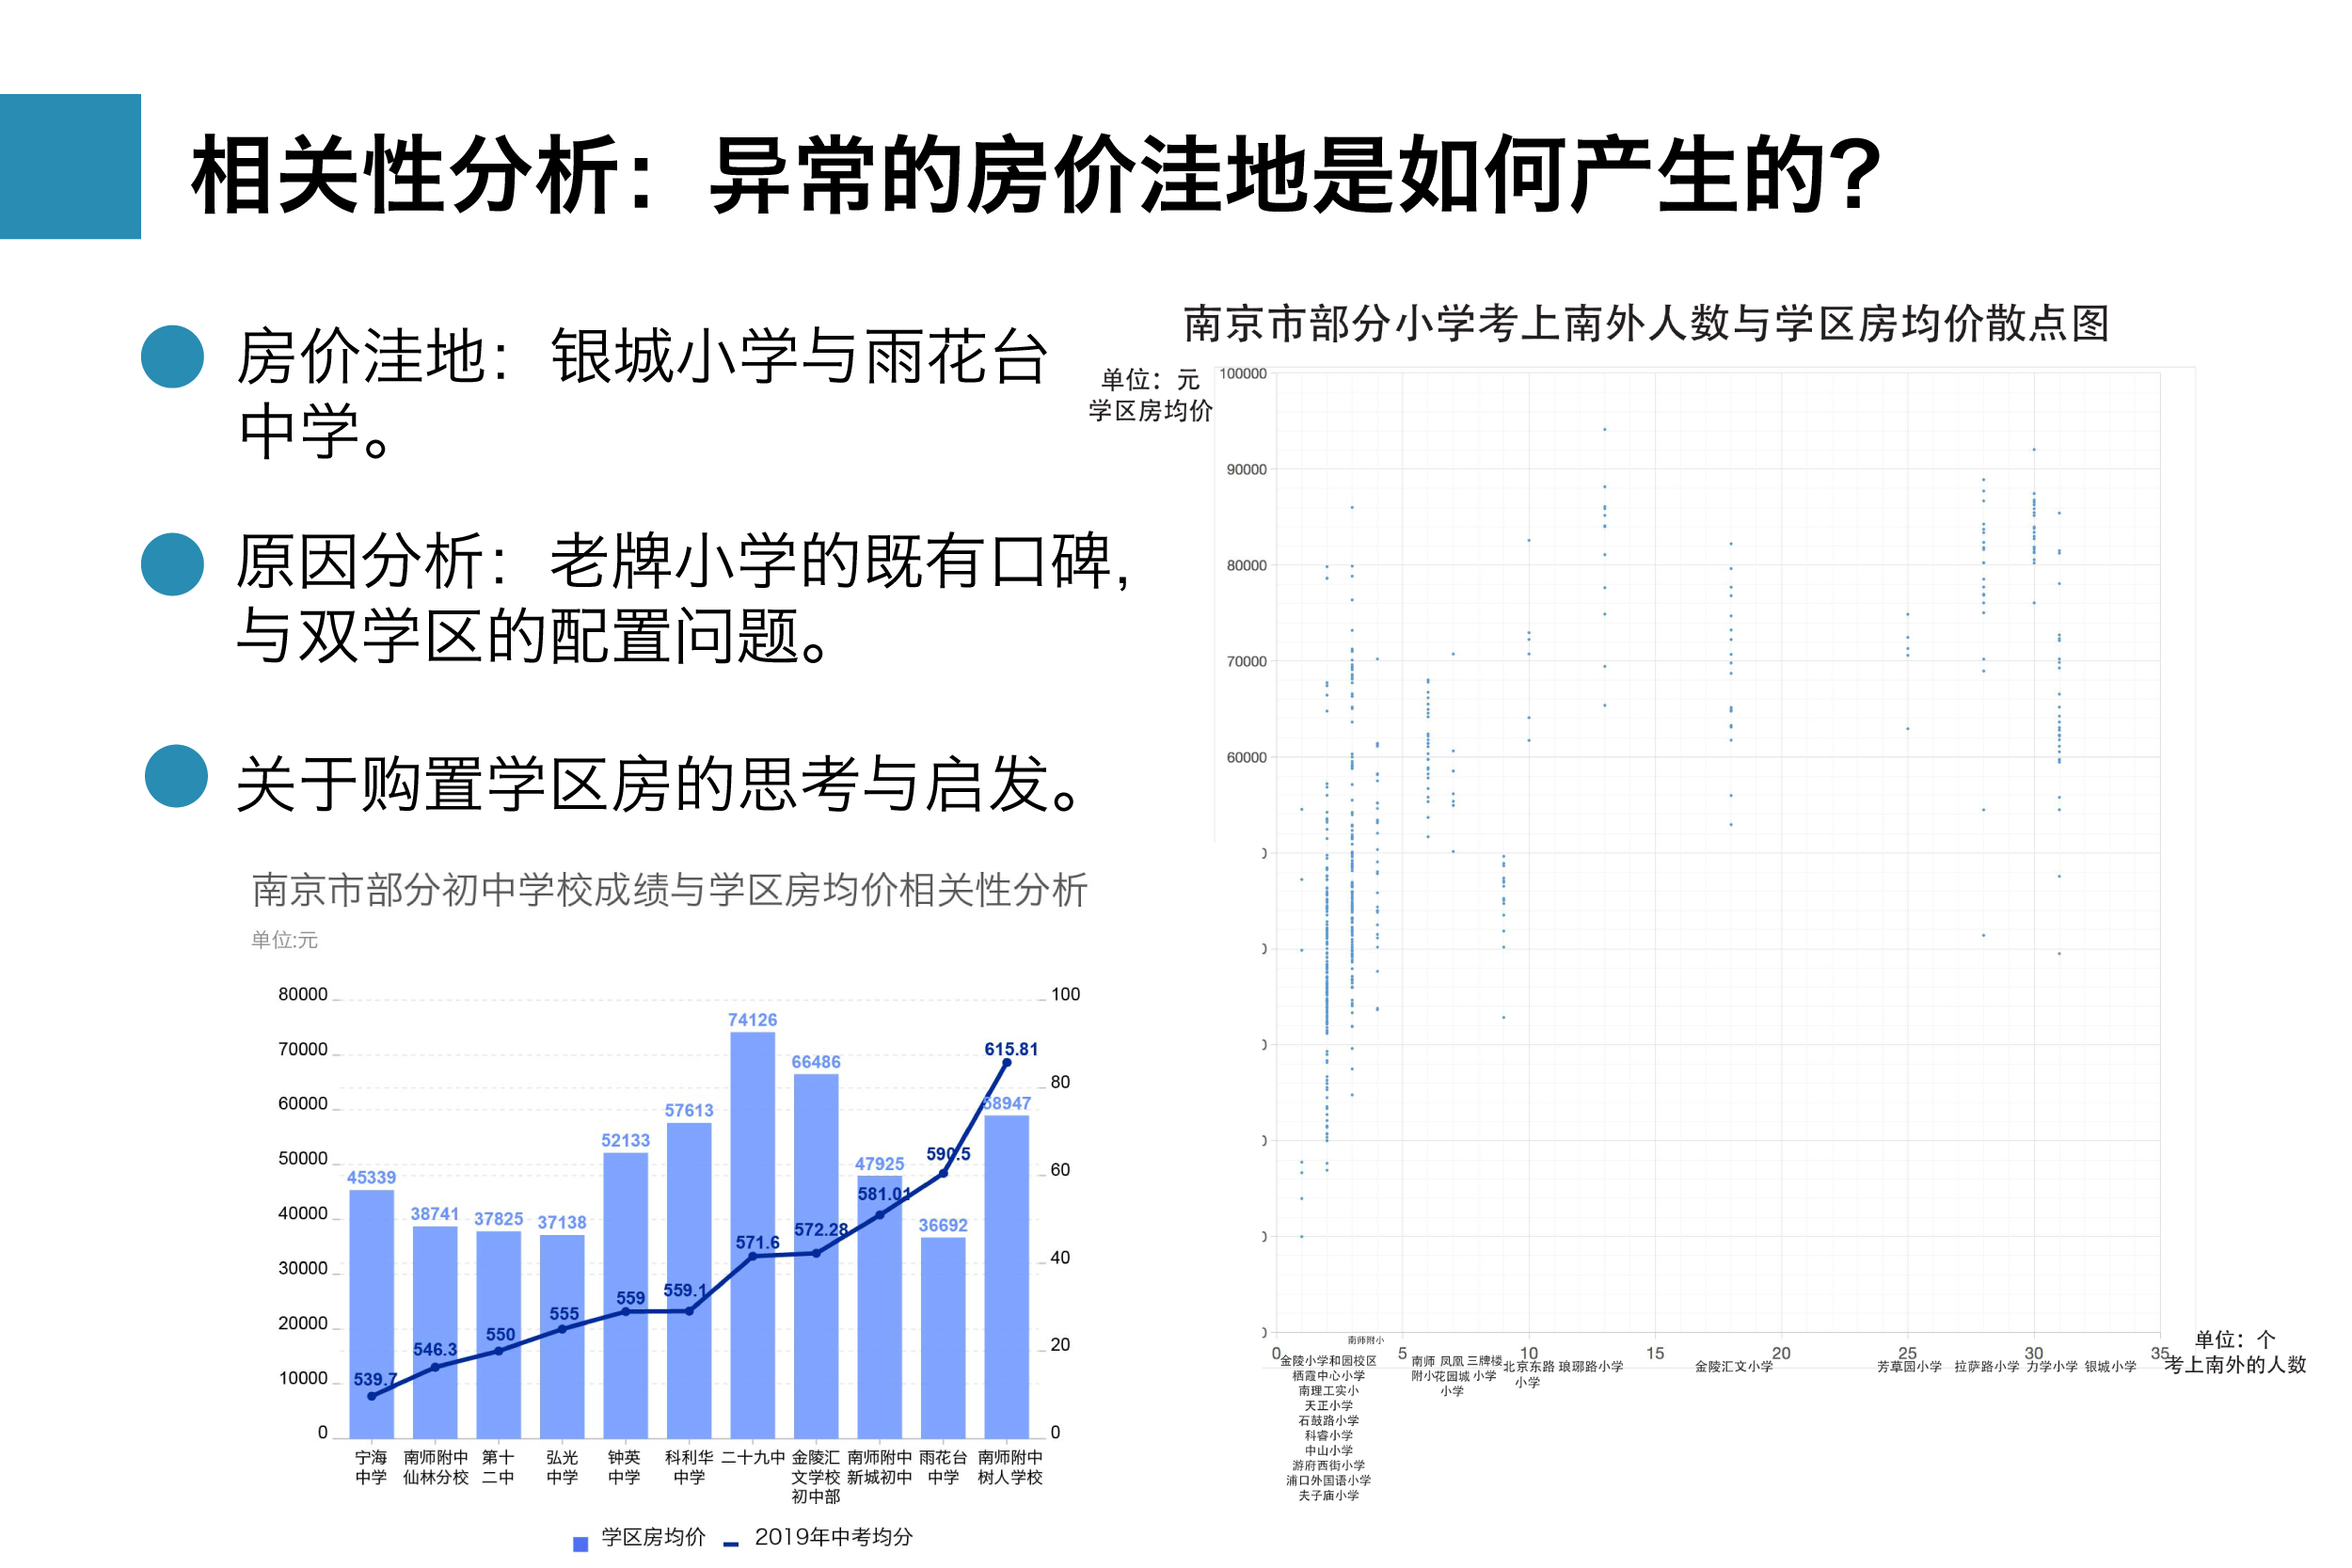 相关性分析：异常的房价洼地是如何产生的？
房价洼地：银城小学与雨花台
中学。
原因分析：老牌小学的既有口碑，
与双学区的配置问题。
关于购置学区房的思考与启发。
南京市部分初中学校成绩与学区房均价相关性分析
单位:元
80000
70000
60000
50000
40000
30000
20000
10000
0
100
80
60
40
20
0
45339
38741
37825
37138
52133
57613
74126
66486
47925
36692
58947
539.7
546.3
550
555
559
559.1
571.6
572.28
581.01
590.5
615.81
宁海
中学
南师附中
仙林分校
第十
二中
弘光
中学
钟英
中学
科利华
中学
二十九中
金陵汇
文学校
初中部
南师附中
新城初中
雨花台
中学
南师附中
树人学校
学区房均价
2019年中考均分
南京市部分小学考上南外人数与学区房均价散点图
单位：元
学区房均价
100000
90000
80000
70000
60000
0
0
0
0
0
0
0 5 10 15 20 25 30 35
单位：个
考上南外的人数
南师附小
金陵小学和园校区
栖霞中心小学
南理工实小
天正小学
石鼓路小学
科睿小学
中山小学
游府西街小学
浦口外国语小学
夫子庙小学
南师
附小
凤凰
花园城
小学
三牌楼
小学
北京东路
小学
琅琊路小学
金陵汇文小学
芳草园小学
拉萨路小学
力学小学
银城小学